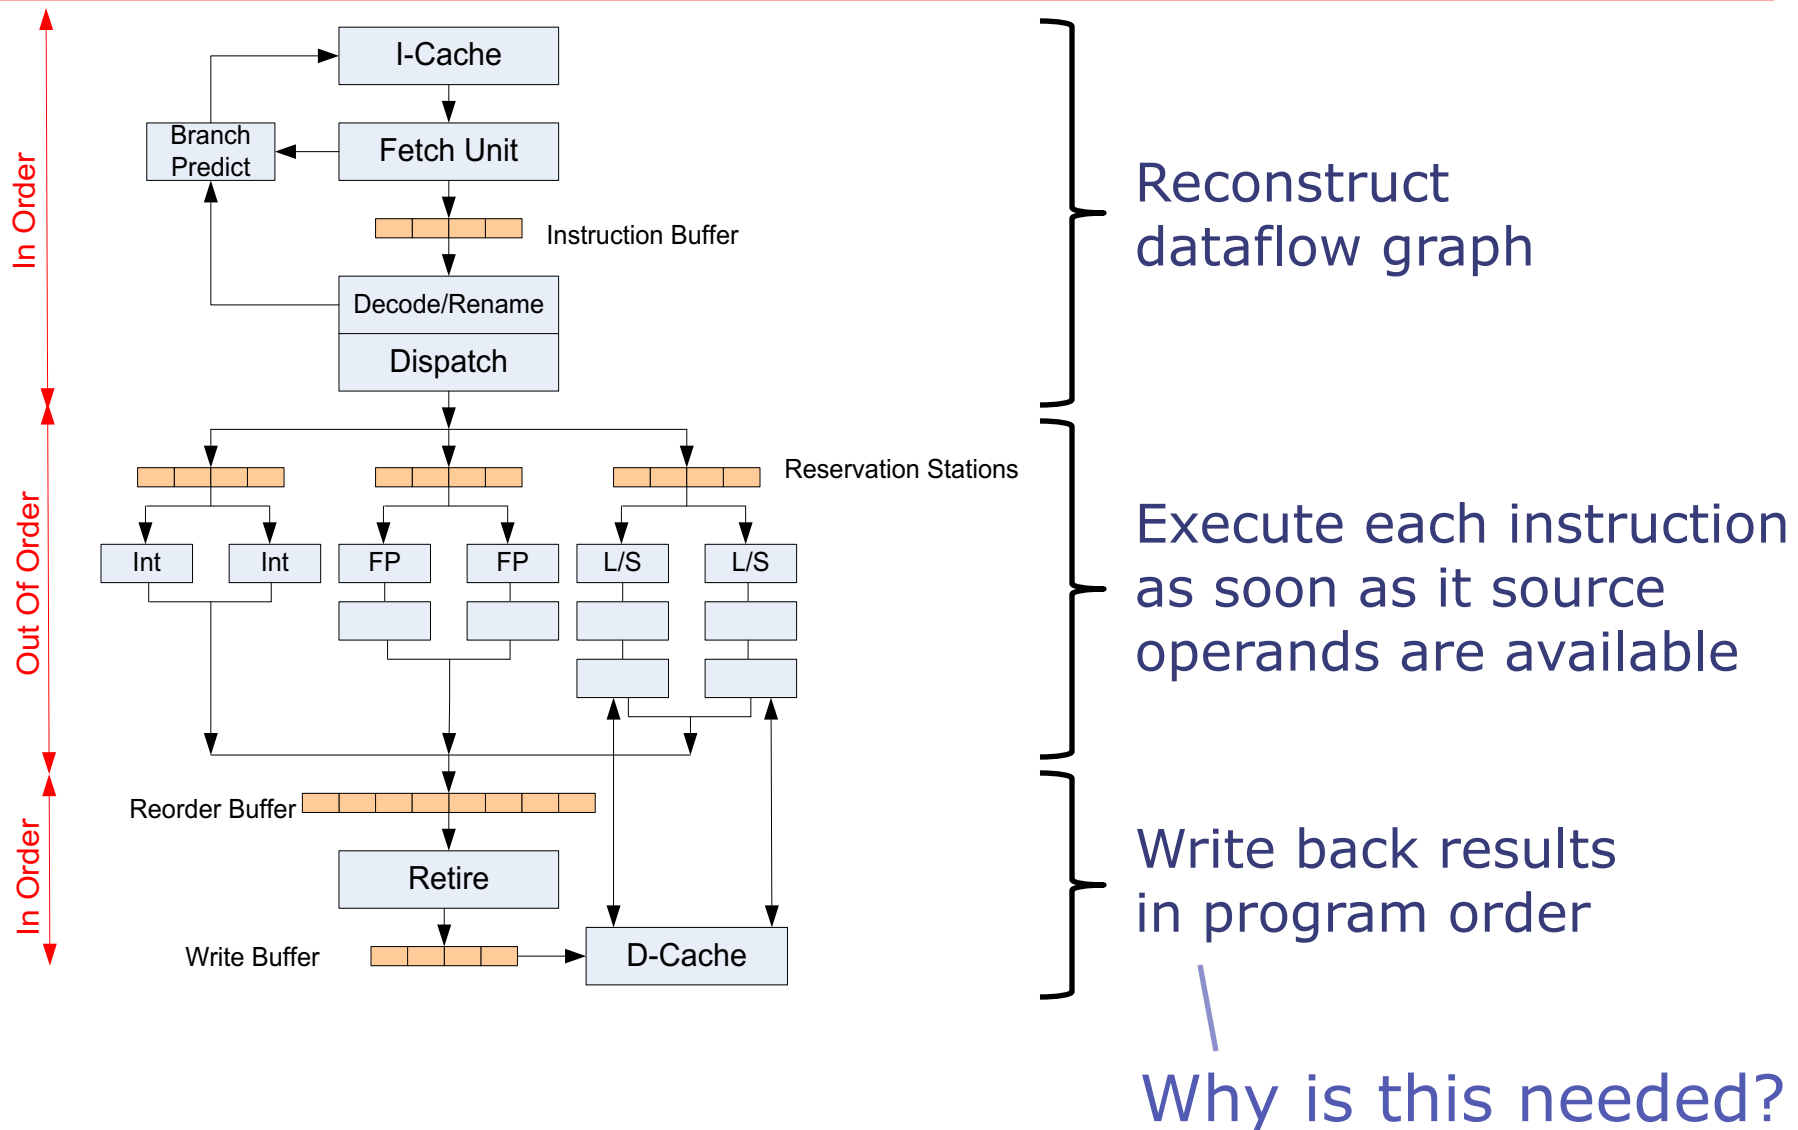 In Order
I-Cache
Branch
Predict
Fetch Unit
Instruction Buffer
Decode/Rename
Dispatch
Reconstruct
dataflow graph
Out Of Order
Reservation Stations
Int
Int
FP
FP
L/S
L/S
Execute each instruction
as soon as it source
operands are available
In Order
Reorder Buffer
Retire
Write Buffer
D-Cache
Write back results
in program order
Why is this needed?